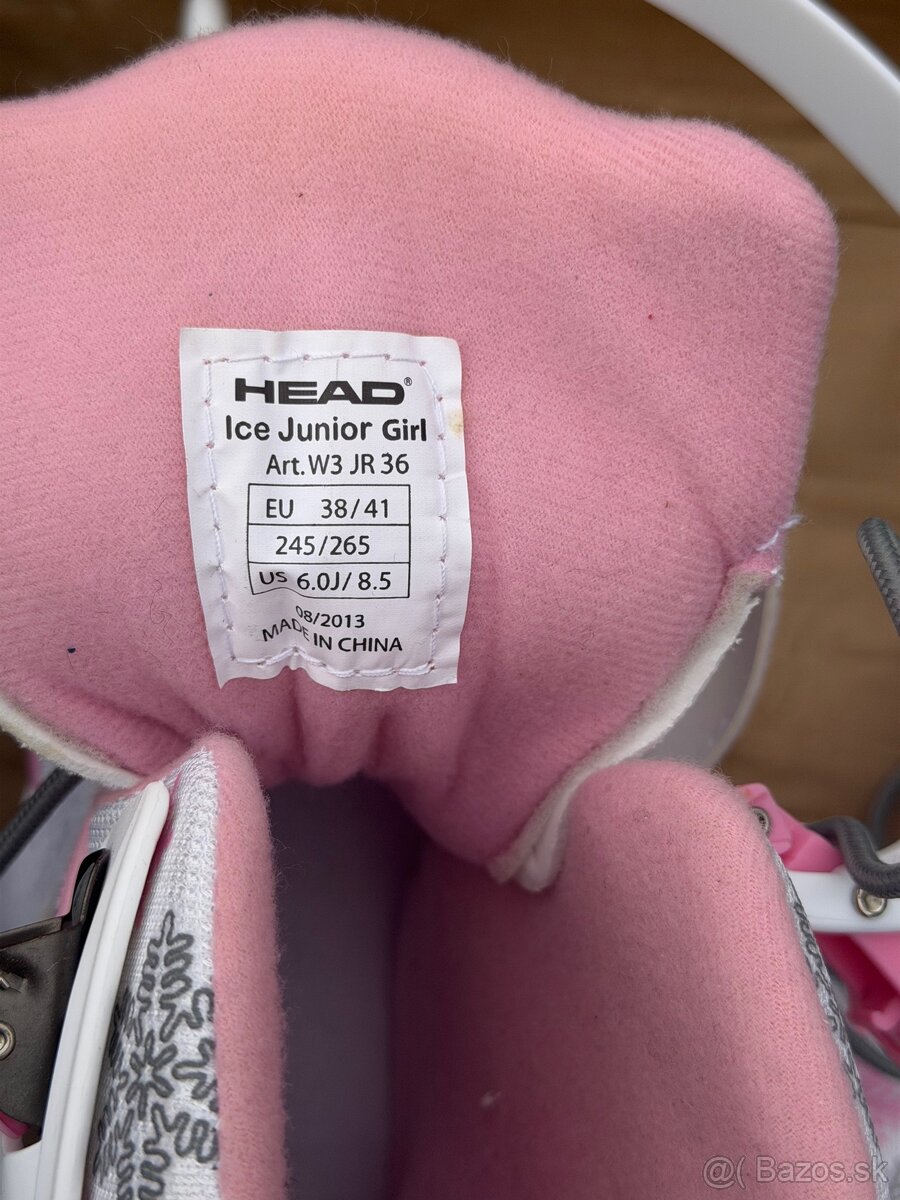 HEAD®
Ice Junior Girl
Art. W3 JR 36
EU 38/41
245/265
US 6.0J/ 8.5
08/2013
MADE IN CHINA
@( Bazos.sk